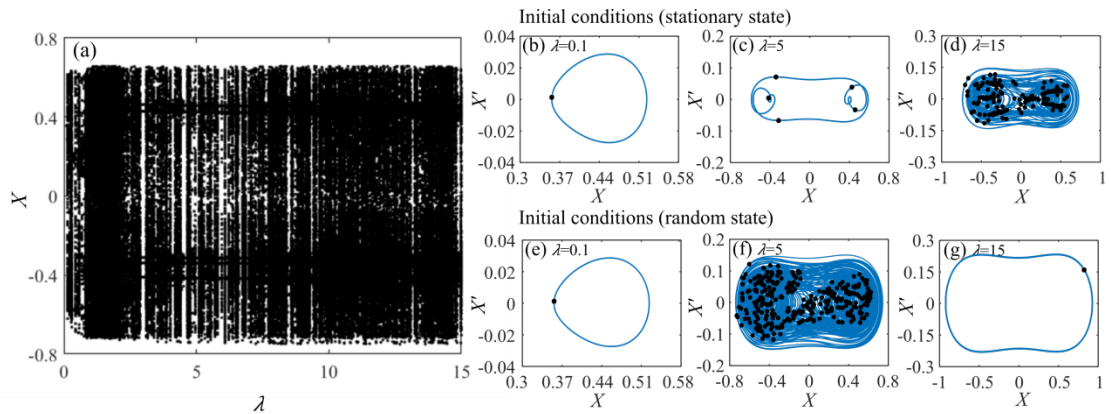 Initial conditions (stationary state)
(a)
0.8
0.4
0
-0.4
-0.8
X
0
5
10
15
λ
(b) λ=0.1
0.04
0.02
0
-0.02
-0.04
X'
0.3 0.37 0.44 0.51 0.58
X
(c) λ=5
0.2
0.1
0
-0.1
-0.2
X'
-0.8 -0.4 0 0.4 0.8
X
(d) λ=15
0.3
0.15
0
-0.15
-0.3
X'
-1 -0.5 0 0.5 1
X
Initial conditions (random state)
(e) λ=0.1
0.04
0.02
0
-0.02
-0.04
X'
0.3 0.37 0.44 0.51 0.58
X
(f) λ=5
0.2
0.1
0
-0.1
-0.2
X'
-0.8 -0.4 0 0.4 0.8
X
(g) λ=15
0.3
0.15
0
-0.15
-0.3
X'
-1 -0.5 0 0.5 1
X